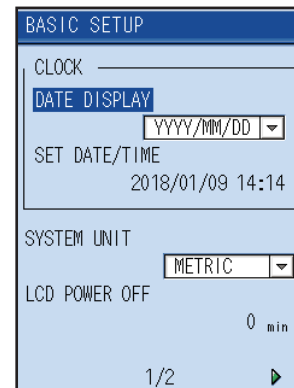 BASIC SETUP
CLOCK
DATE DISPLAY
YYYY/MM/DD
SET DATE/TIME
2018/01/09 14:14
SYSTEM UNIT
METRIC
LCD POWER OFF
0 min
1/2